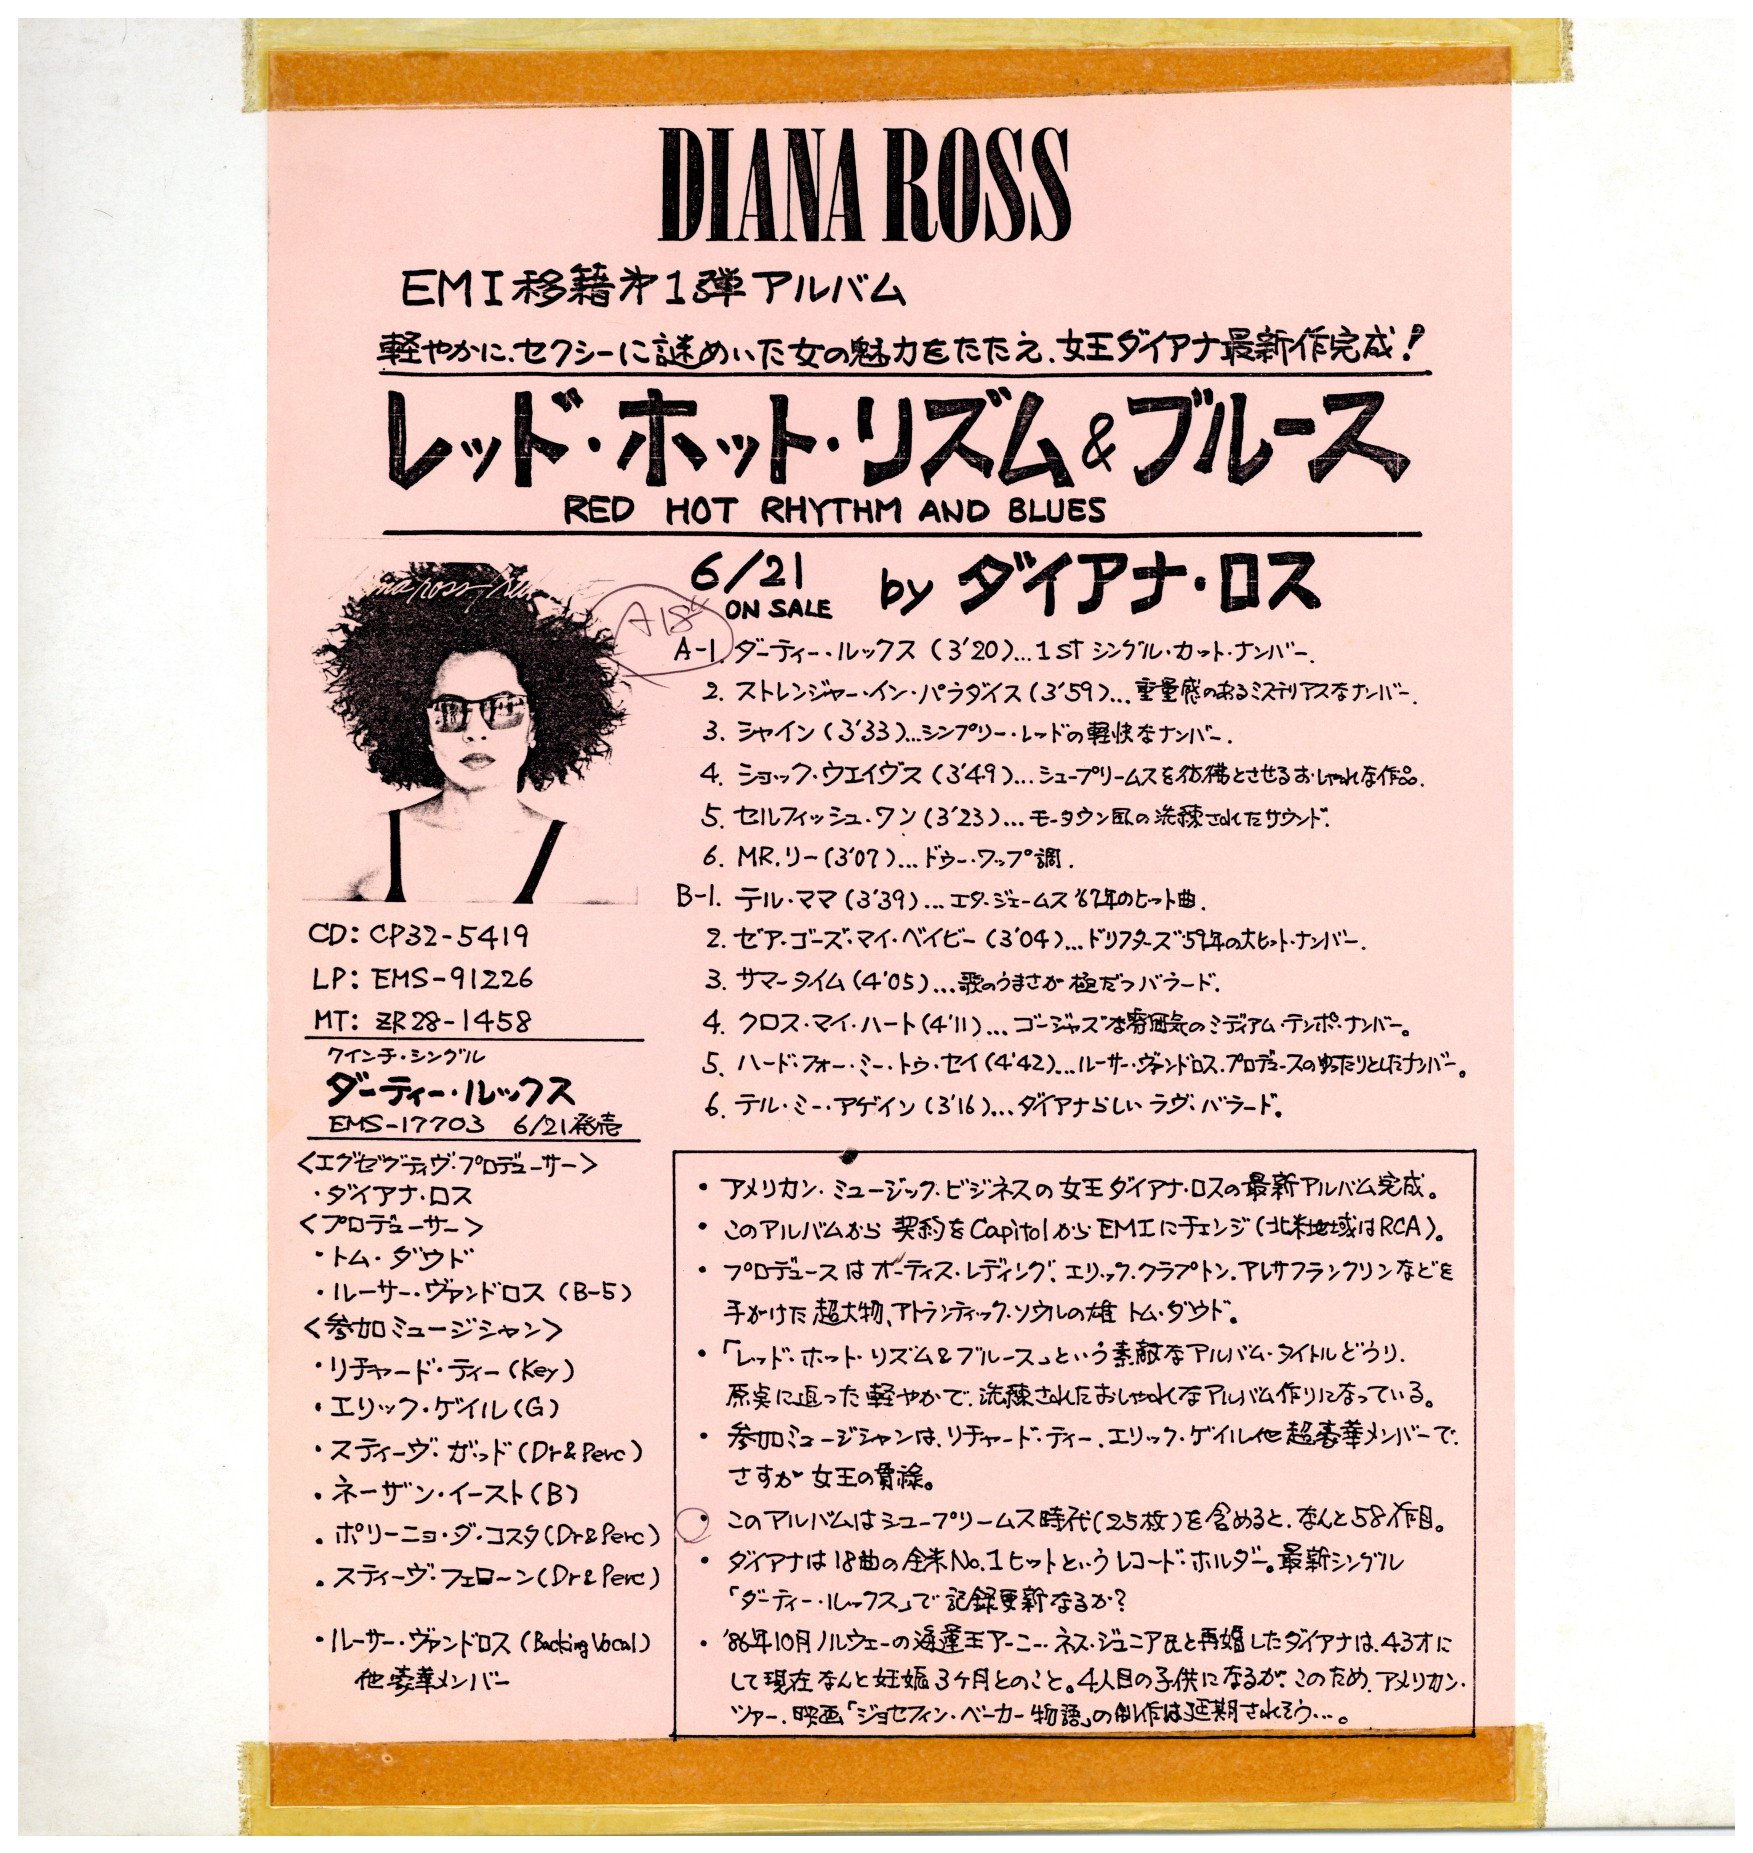 DIANA ROSS
EMI移籍第1弾アルバム
軽やかに、セクシーに謎めいた女の魅力をたたえ、女王ダイアナ最新作完成!
レッド・ホット・リズム&ブルース
RED HOT RHYTHM AND BLUES
6/21
ON SALE
by ダイアナ・ロス
A-1. ダーティー・ルックス (3'20)...1stシングル・カット・ナンバー.
2. ストレンジャー・イン・パラダイス (3'59)...重量感のあるミステリアスなナンバー.
3. シャイン (3'33)...シンプリー・レッドの軽快なナンバー.
4. ショック・ウエイヴス (3'49)...シュープリームスを彷彿とさせるおしゃれな作品.
5. セルフィッシュ・ワン (3'23)...モータウン風の洗練されたサウンド.
6. MR.リー (3'07)...ドゥー・ワップ調.
B-1. テル・ママ (3'39)...エタ・ジェームス'67年のヒット曲.
2. ゼア・ゴーズ・マイ・ベイビー (3'04)...ドリフターズ'59年の大ヒット・ナンバー.
3. サマータイム (4'05)...歌のうまさが極だつバラード.
4. クロス・マイ・ハート (4'11)...ゴージャスな雰囲気のミディアム・テンポ・ナンバー。
5. ハード・フォー・ミー・トゥ・セイ (4'42)...ルーサー・ヴァンドロス.プロデュースのゆったりとしたナンバー。
6. テル・ミー・アゲイン (3'16)...ダイアナらしいラヴ・バラード。
CD: CP32-5419
LP: EMS-91226
MT: ZR28-1458
7インチ・シングル
ダーティー・ルックス
EMS-17703 6/21発売
<エグゼグティヴ・プロデューサー>
・ダイアナ・ロス
<プロデューサー>
・トム・ダウド
・ルーサー・ヴァンドロス (B-5)
<参加ミュージシャン>
・リチャード・ティー (Key)
・エリック・ゲイル (G)
・スティーヴ・ガッド (Dr&Perc)
・ネーザン・イースト (B)
・ポリーニョ・ダ・コスタ (Dr&Perc)
・スティーヴ・フェローン (Dr&Perc)
・ルーサー・ヴァンドロス (Backing Vocal)
他豪華メンバー
・アメリカン・ミュージック・ビジネスの女王ダイアナ・ロスの最新アルバム完成。
・このアルバムから契約をCapitolからEMIにチェンジ(北米地域はRCA)。
・プロデュースはオーティス・レディング、エリック・クラプトン、アレサフランクリンなどを
手がけた超大物、アトランティック・ソウルの雄トム・ダウド。
・「レッド・ホット・リズム&ブルース」という素敵なアルバム・タイトルどうり、
原点に返った軽やかで、洗練されたおしゃれなアルバム作りになっている。
・参加ミュージシャンは、リチャード・ティー、エリック・ゲイル他超豪華メンバーで、
さすが女王の貫禄。
・このアルバムはシュープリームス時代(25枚)を含めると、なんと58作目。
・ダイアナは18曲の全米No.1ヒットというレコード・ホルダー。最新シングル
「ダーティー・ルックス」で記録更新なるか?
・'86年10月ノルウェーの海運王アーニー・ネス・ジュニア氏と再婚したダイアナは、43才に
して現在なんと妊娠3ヶ月とのこと。4人目の子供になるが、このため、アメリカン・
ツアー、映画「ジョセフィン・ベーカー物語」の制作は延期されそう...。